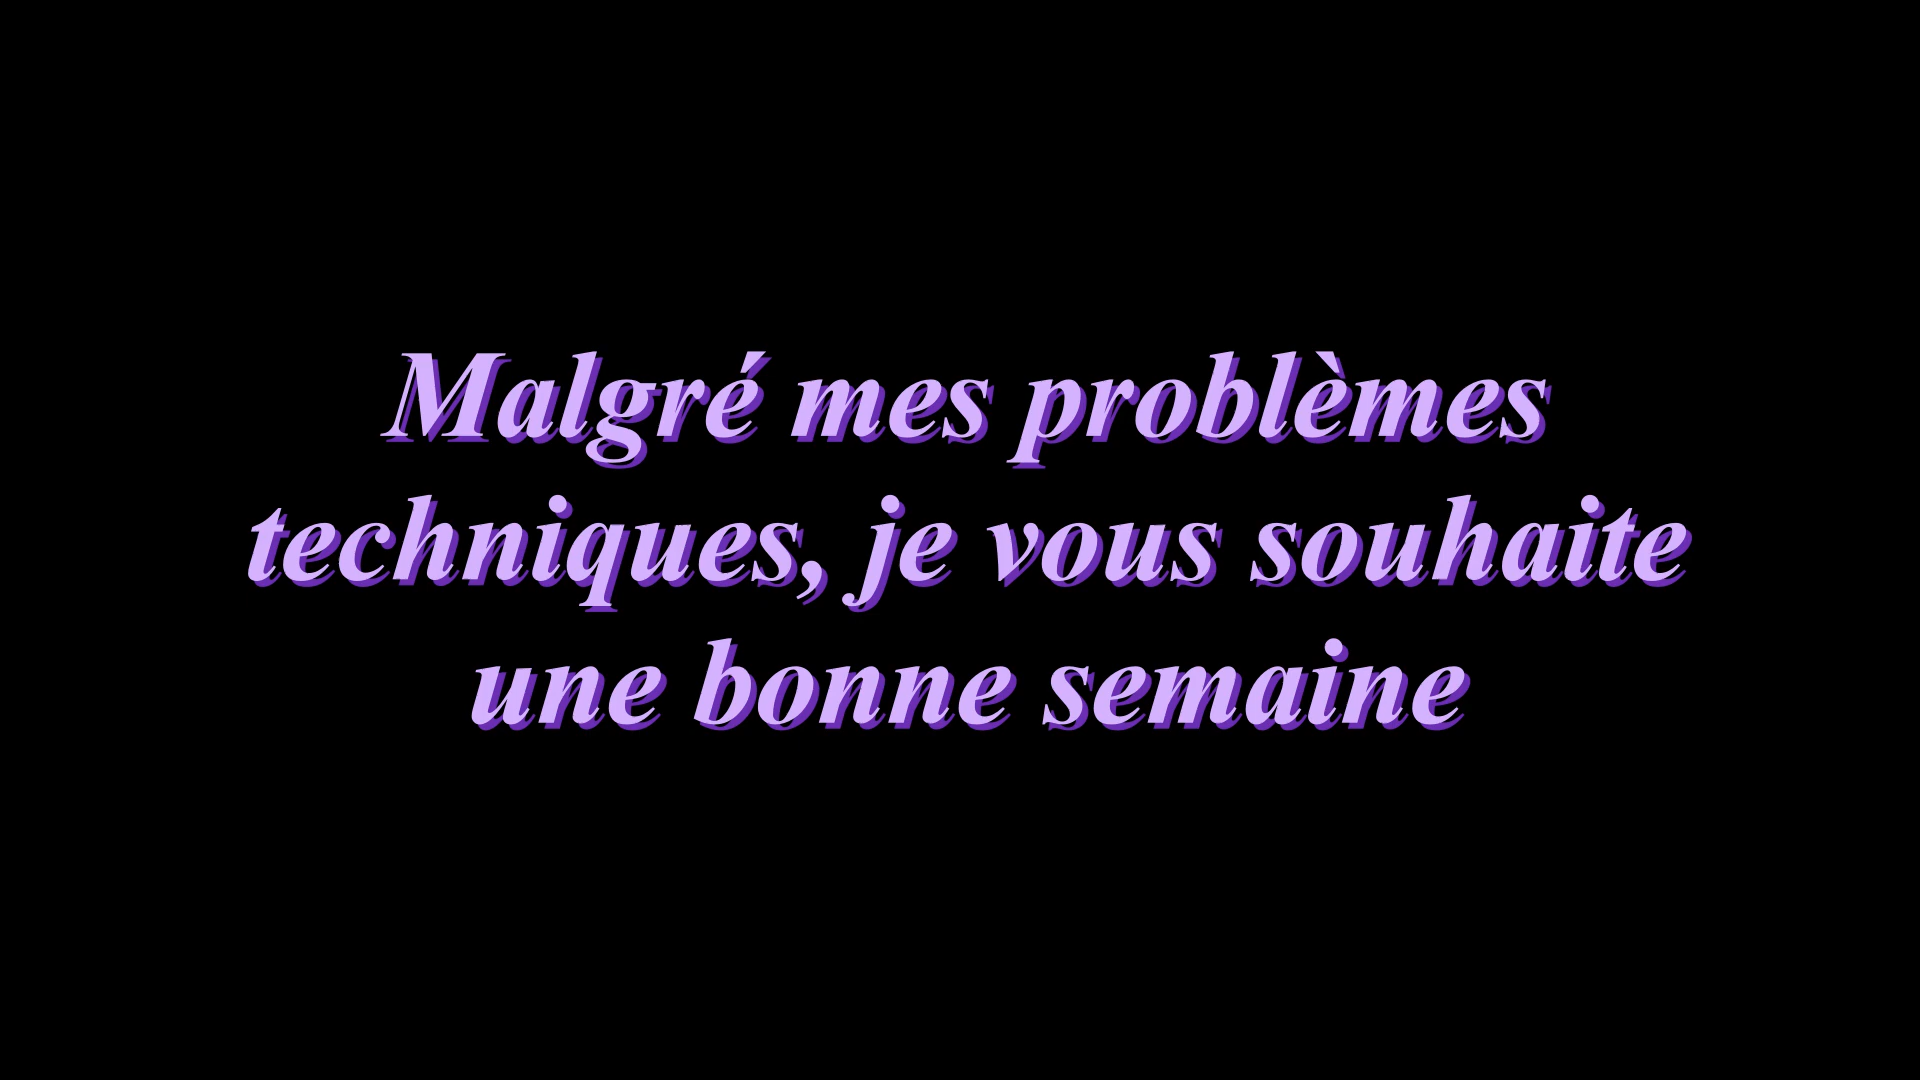 Malgré mes problèmes
techniques, je vous souhaite
une bonne semaine